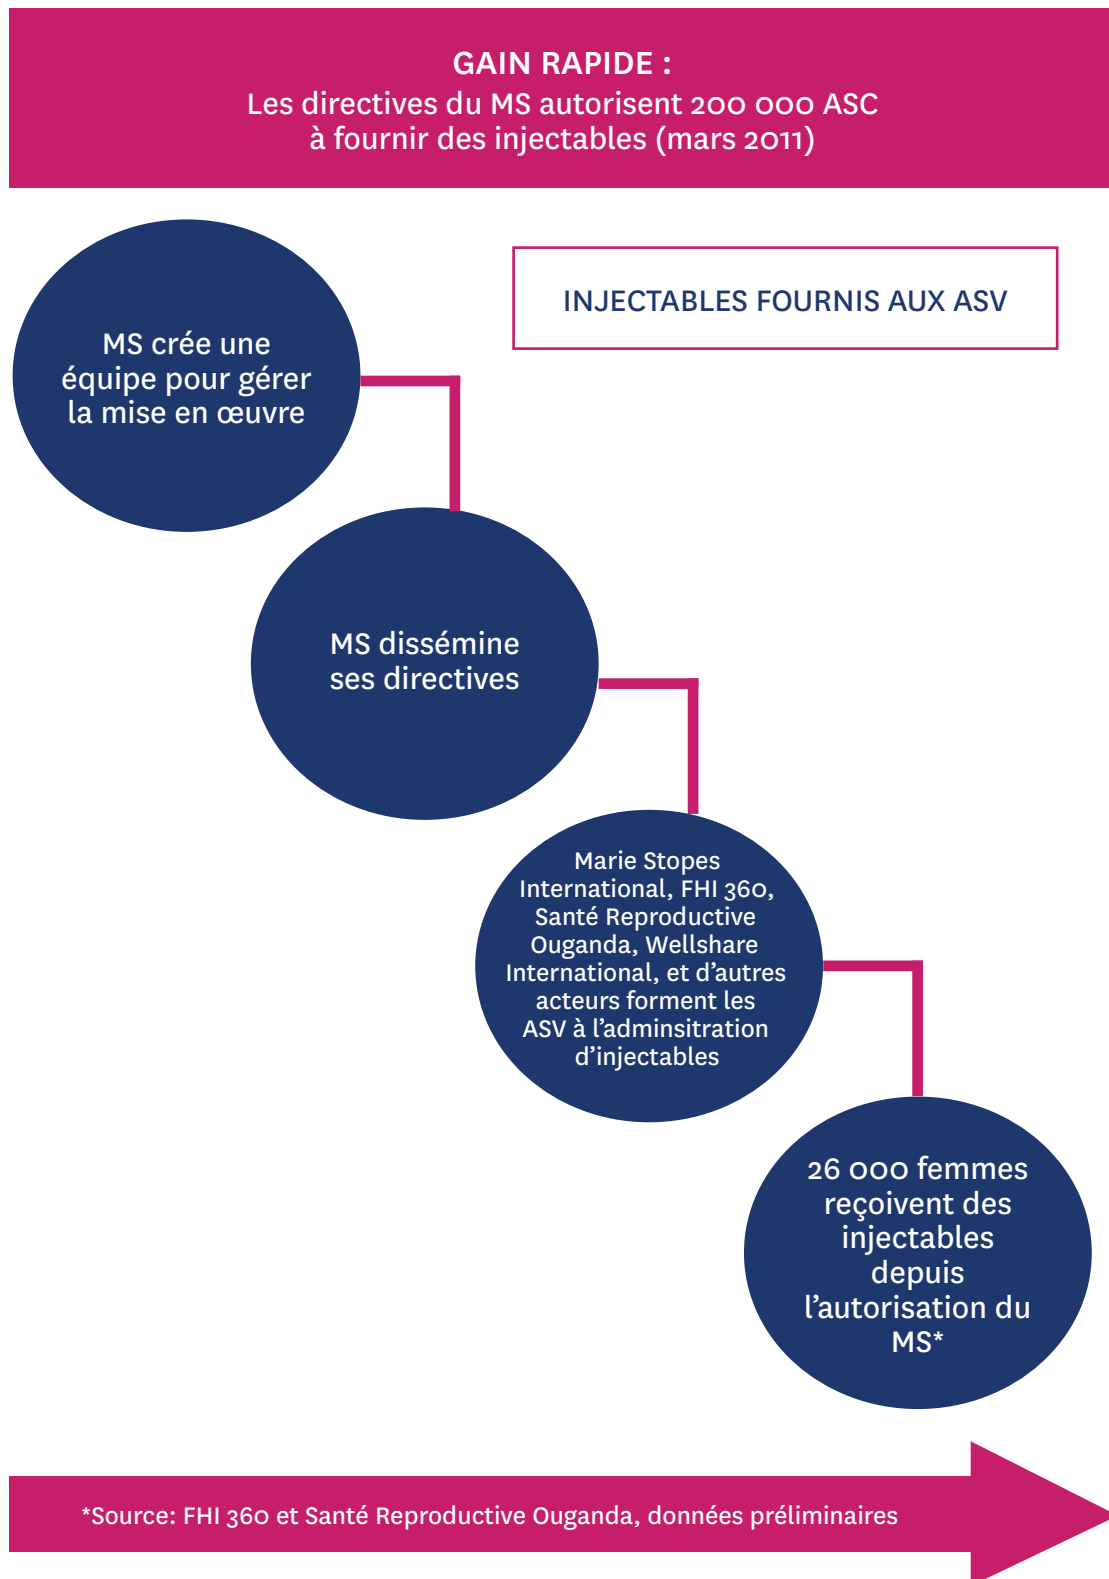 GAIN RAPIDE :
Les directives du MS autorisent 200 000 ASC
à fournir des injectables (mars 2011)
INJECTABLES FOURNIS AUX ASV
MS crée une
équipe pour gérer
la mise en œuvre
MS dissémine
ses directives
Marie Stopes
International, FHI 360,
Santé Reproductive
Ouganda, Wellshare
International, et d’autres
acteurs forment les
ASV à l’adminsitration
d’injectables
26 000 femmes
reçoivent des
injectables
depuis
l’autorisation du
MS*
*Source: FHI 360 et Santé Reproductive Ouganda, données préliminaires